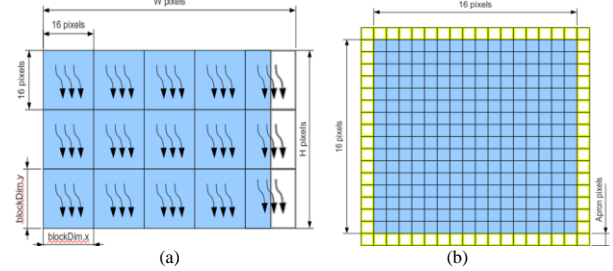 W pixels
16 pixels
16 pixels
H pixels
blockDim.y
blockDim.x
(a)
16 pixels
16 pixels
Apron pixels
(b)